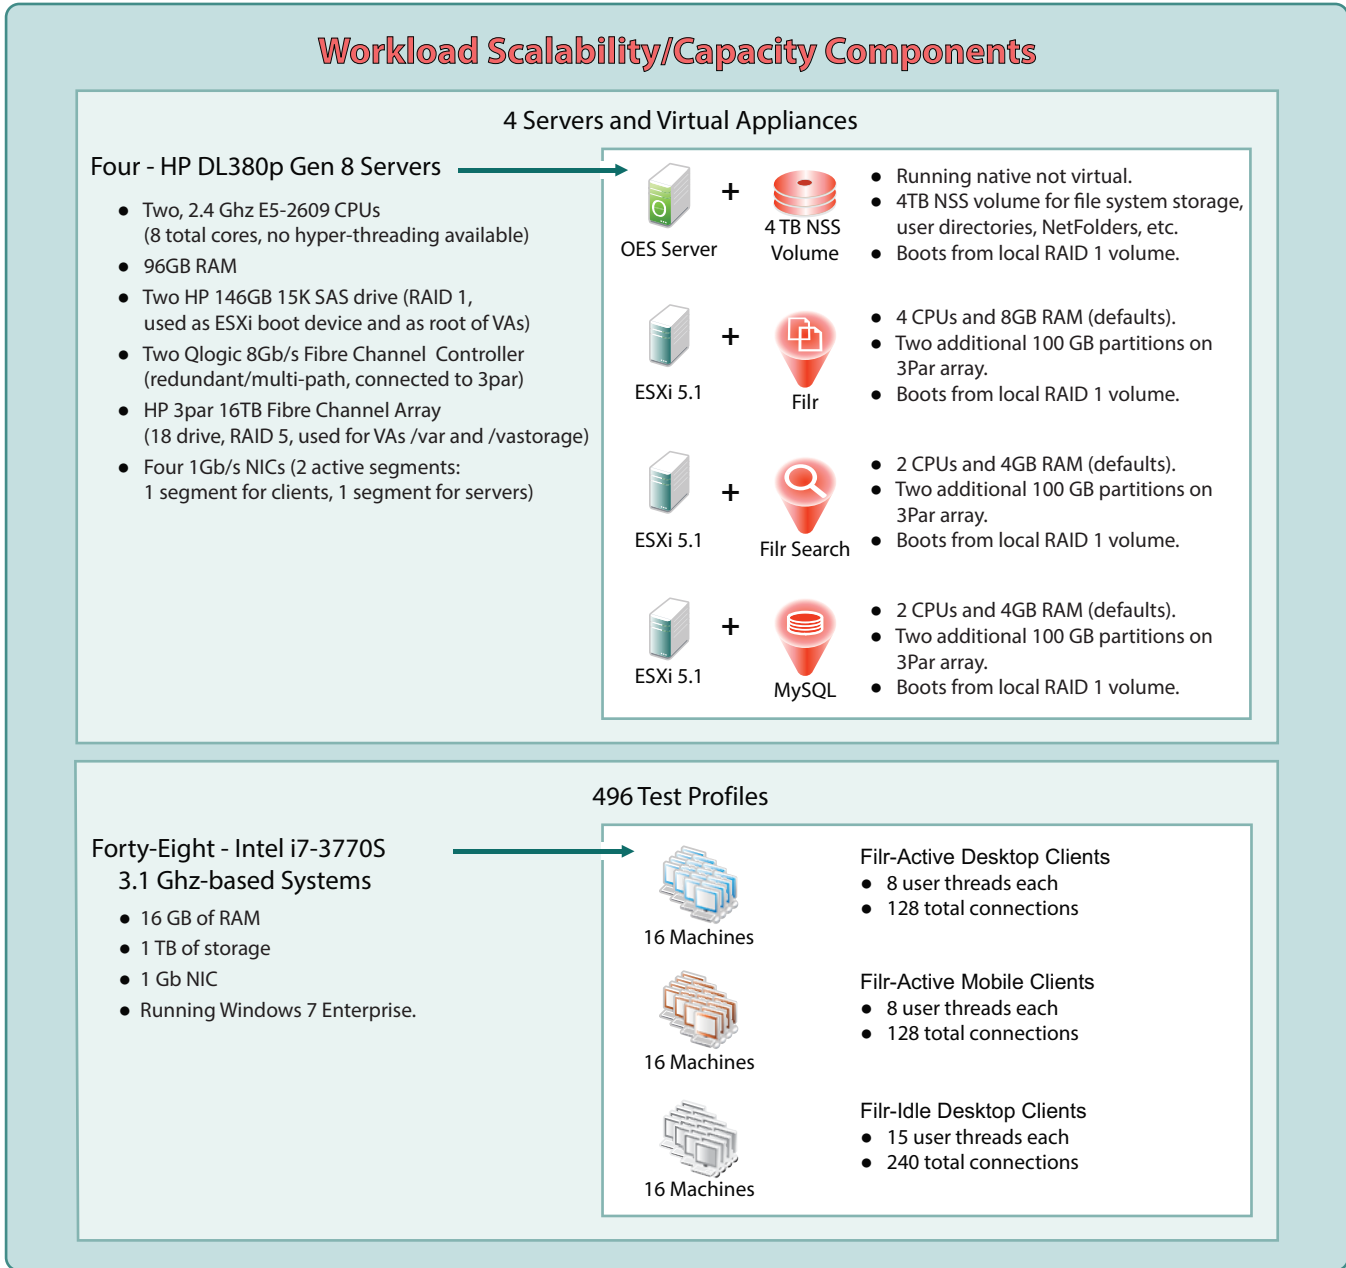 Workload Scalability/Capacity Components
4 Servers and Virtual Appliances
Four - HP DL380p Gen 8 Servers
● Two, 2.4 Ghz E5-2609 CPUs
(8 total cores, no hyper-threading available)
● 96GB RAM
● Two HP 146GB 15K SAS drive (RAID 1,
used as ESXi boot device and as root of VAs)
● Two Qlogic 8Gb/s Fibre Channel Controller
(redundant/multi-path, connected to 3par)
● HP 3par 16TB Fibre Channel Array
(18 drive, RAID 5, used for VAs /var and /vastorage)
● Four 1Gb/s NICs (2 active segments:
1 segment for clients, 1 segment for servers)
OES Server
+
4 TB NSS
Volume
● Running native not virtual.
● 4TB NSS volume for file system storage,
user directories, NetFolders, etc.
● Boots from local RAID 1 volume.
ESXi 5.1
+
Filr
● 4 CPUs and 8GB RAM (defaults).
● Two additional 100 GB partitions on
3Par array.
● Boots from local RAID 1 volume.
ESXi 5.1
+
Filr Search
● 2 CPUs and 4GB RAM (defaults).
● Two additional 100 GB partitions on
3Par array.
● Boots from local RAID 1 volume.
ESXi 5.1
+
MySQL
● 2 CPUs and 4GB RAM (defaults).
● Two additional 100 GB partitions on
3Par array.
● Boots from local RAID 1 volume.
496 Test Profiles
Forty-Eight - Intel i7-3770S
3.1 Ghz-based Systems
● 16 GB of RAM
● 1 TB of storage
● 1 Gb NIC
● Running Windows 7 Enterprise.
16 Machines
Filr-Active Desktop Clients
● 8 user threads each
● 128 total connections
16 Machines
Filr-Active Mobile Clients
● 8 user threads each
● 128 total connections
16 Machines
Filr-Idle Desktop Clients
● 15 user threads each
● 240 total connections